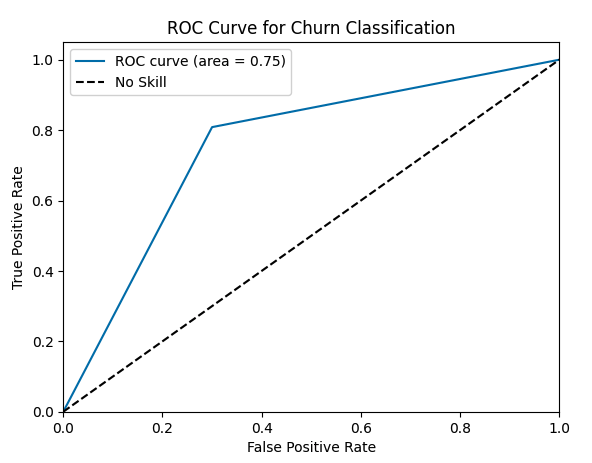 ROC Curve for Churn Classification
ROC curve (area = 0.75)
No Skill
True Positive Rate
1.0
0.8
0.6
0.4
0.2
0.0
0.0 0.2 0.4 0.6 0.8 1.0
False Positive Rate